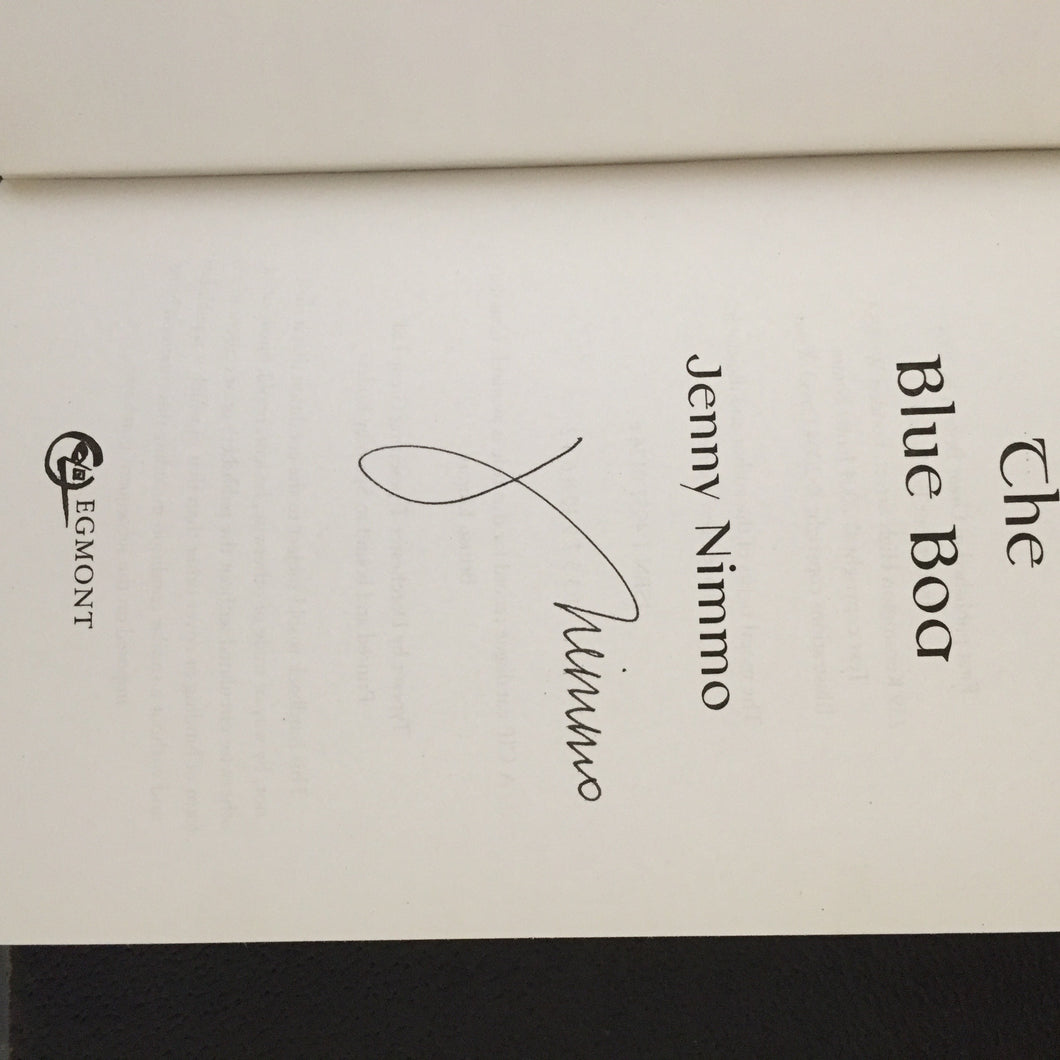 The
Blue Boa
Jenny Nimmo
J Nimmo
EGMONT